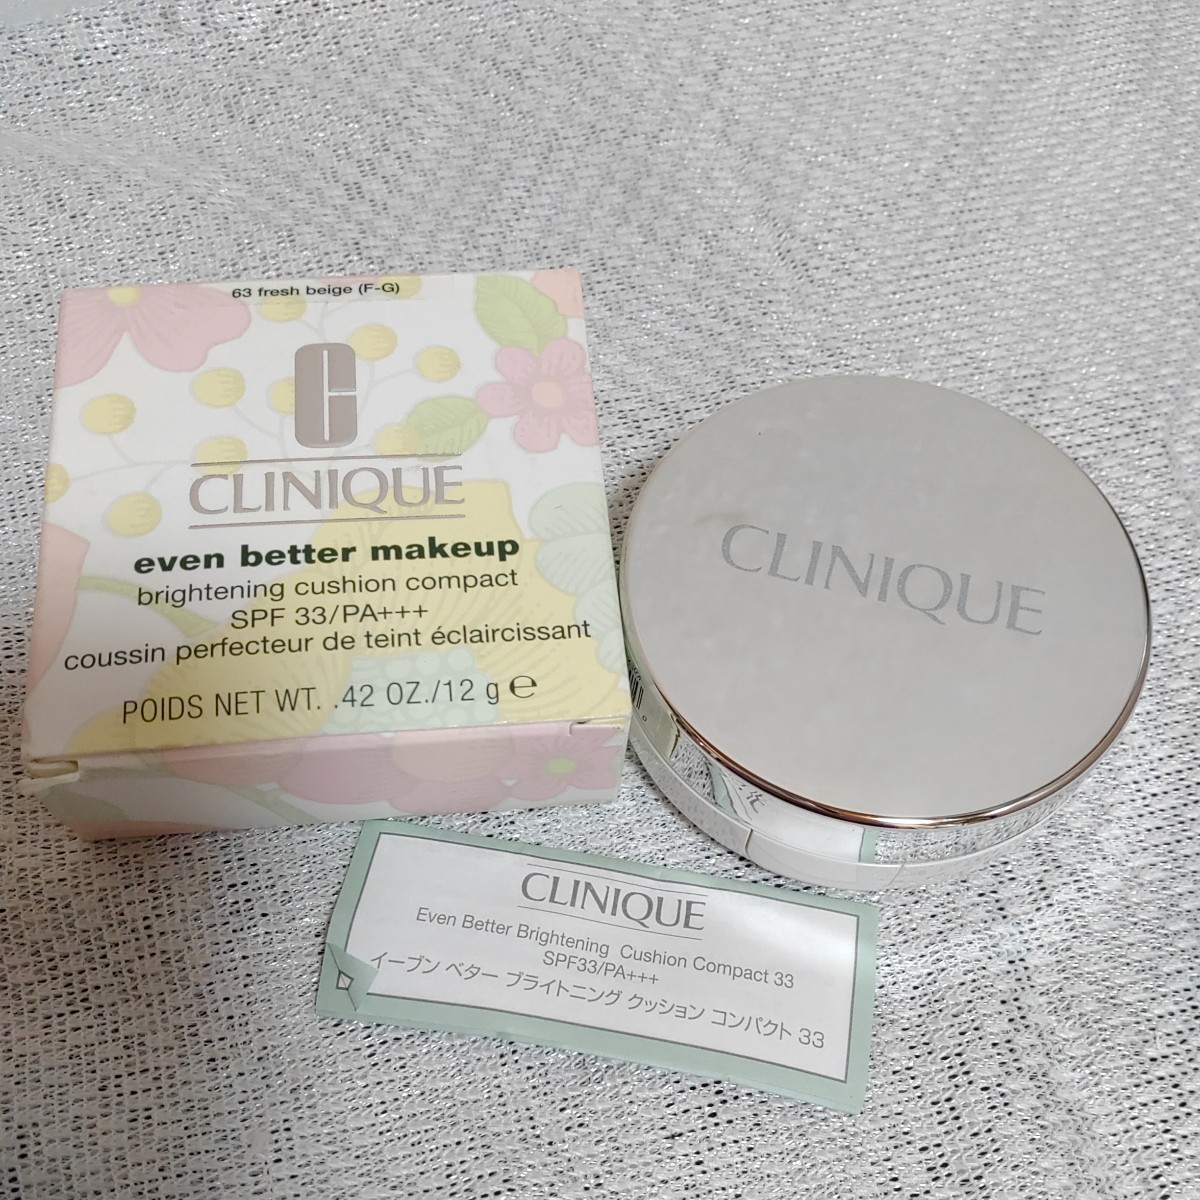 63 fresh beige (F-G)
CLINIQUE
even better makeup
brightening cushion compact
SPF 33/PA+++
coussin perfecteur de teint éclaircissant
POIDS NET WT. .42 OZ./12 g ℮
CLINIQUE
CLINIQUE
Even Better Brightening Cushion Compact 33
SPF33/PA+++
イーブン ベター ブライトニング クッション コンパクト 33